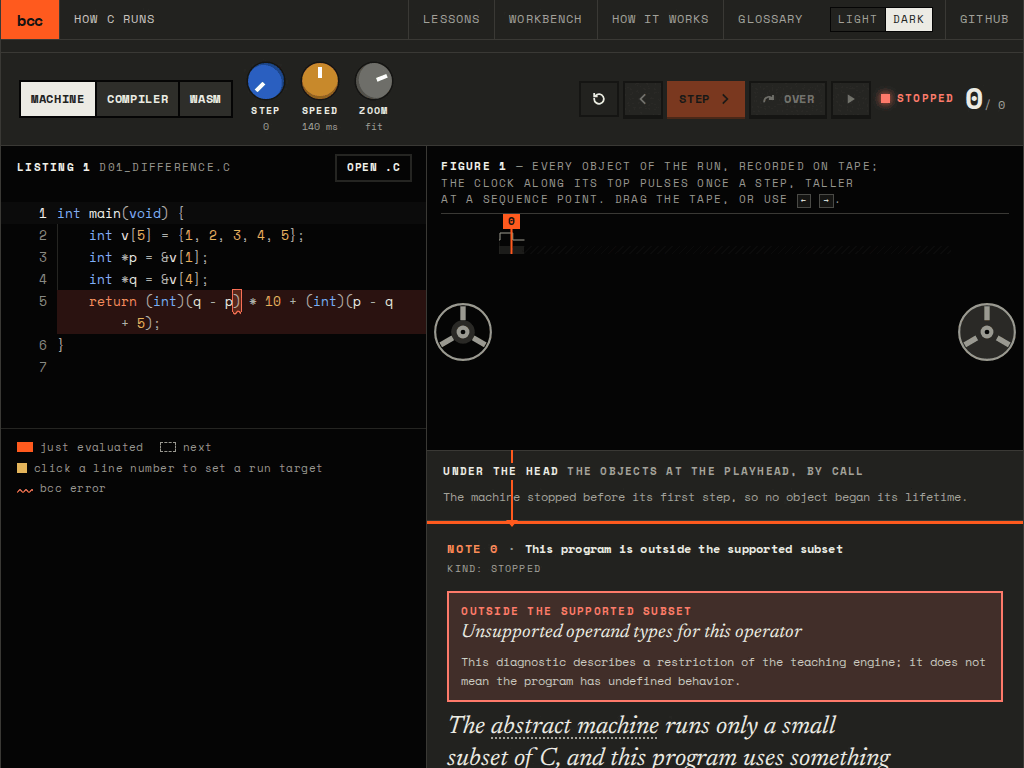 bcc HOW C RUNS LESSONS WORKBENCH HOW IT WORKS GLOSSARY LIGHT DARK GITHUB
MACHINE COMPILER WASM
STEP SPEED ZOOM
0 140 ms fit
STEP OVER STOPPED 0 / 0
LISTING 1 D01_DIFFERENCE.C OPEN .C
1 int main(void) {
2 int v[5] = {1, 2, 3, 4, 5};
3 int *p = &v[1];
4 int *q = &v[4];
5 return (int)(q - p) * 10 + (int)(p - q
+ 5);
6 }
7
just evaluated next
click a line number to set a run target
bcc error
FIGURE 1 — EVERY OBJECT OF THE RUN, RECORDED ON TAPE;
THE CLOCK ALONG ITS TOP PULSES ONCE A STEP, TALLER
AT A SEQUENCE POINT. DRAG THE TAPE, OR USE ← →.
0
UNDER THE HEAD THE OBJECTS AT THE PLAYHEAD, BY CALL
The machine stopped before its first step, so no object began its lifetime.
NOTE 0 · This program is outside the supported subset
KIND: STOPPED
OUTSIDE THE SUPPORTED SUBSET
Unsupported operand types for this operator
This diagnostic describes a restriction of the teaching engine; it does not
mean the program has undefined behavior.
The abstract machine runs only a small
subset of C, and this program uses something